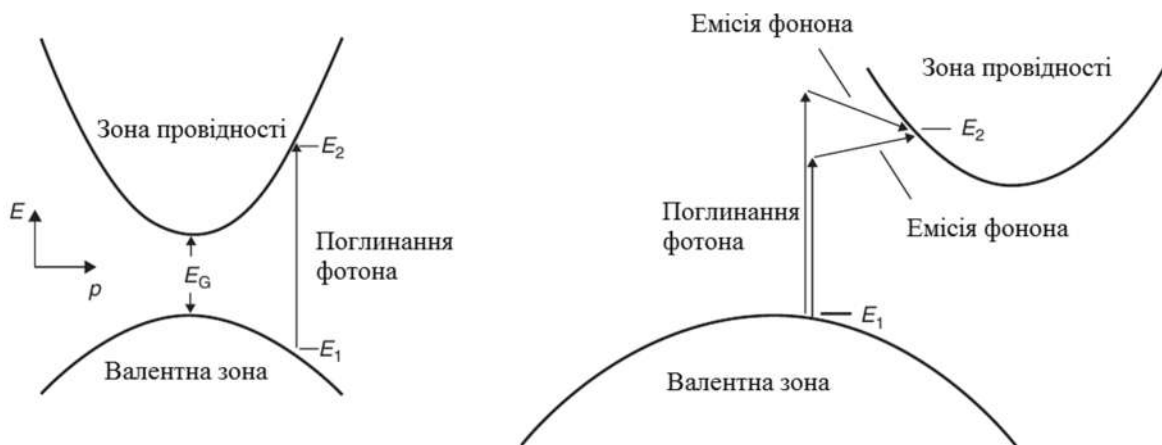 Зона провідності
E2
E
p
EG
Поглинання
фотона
E1
Валентна зона
Емісія фонона
Зона провідності
E2
Поглинання
фотона
Емісія фонона
E1
Валентна зона